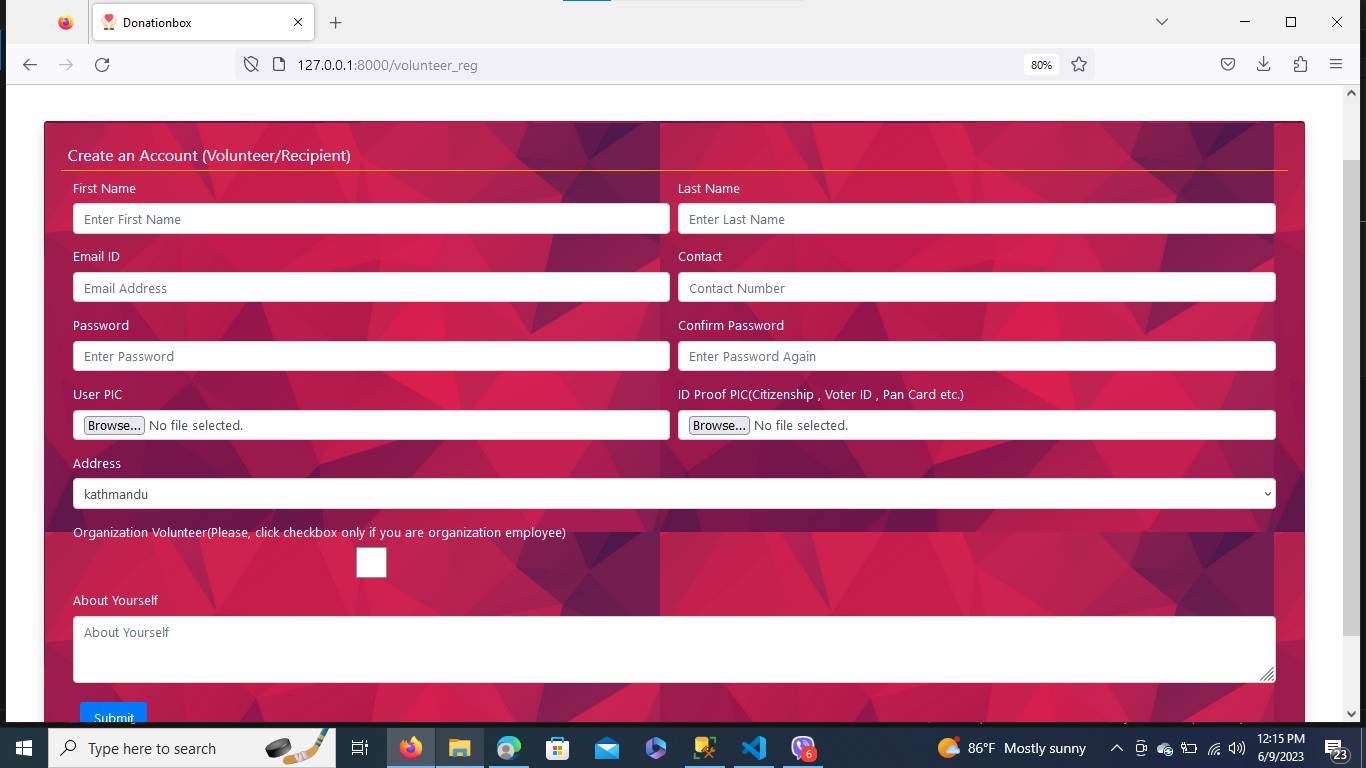 Donationbox
127.0.0.1:8000/volunteer_reg
80%
Create an Account (Volunteer/Recipient)
First Name
Last Name
Enter First Name
Enter Last Name
Email ID
Contact
Email Address
Contact Number
Password
Confirm Password
Enter Password
Enter Password Again
User PIC
ID Proof PIC(Citizenship , Voter ID , Pan Card etc.)
Browse... No file selected.
Browse... No file selected.
Address
kathmandu
Organization Volunteer(Please, click checkbox only if you are organization employee)
About Yourself
About Yourself
Submit
Type here to search
6
86°F Mostly sunny
12:15 PM
6/9/2023
23